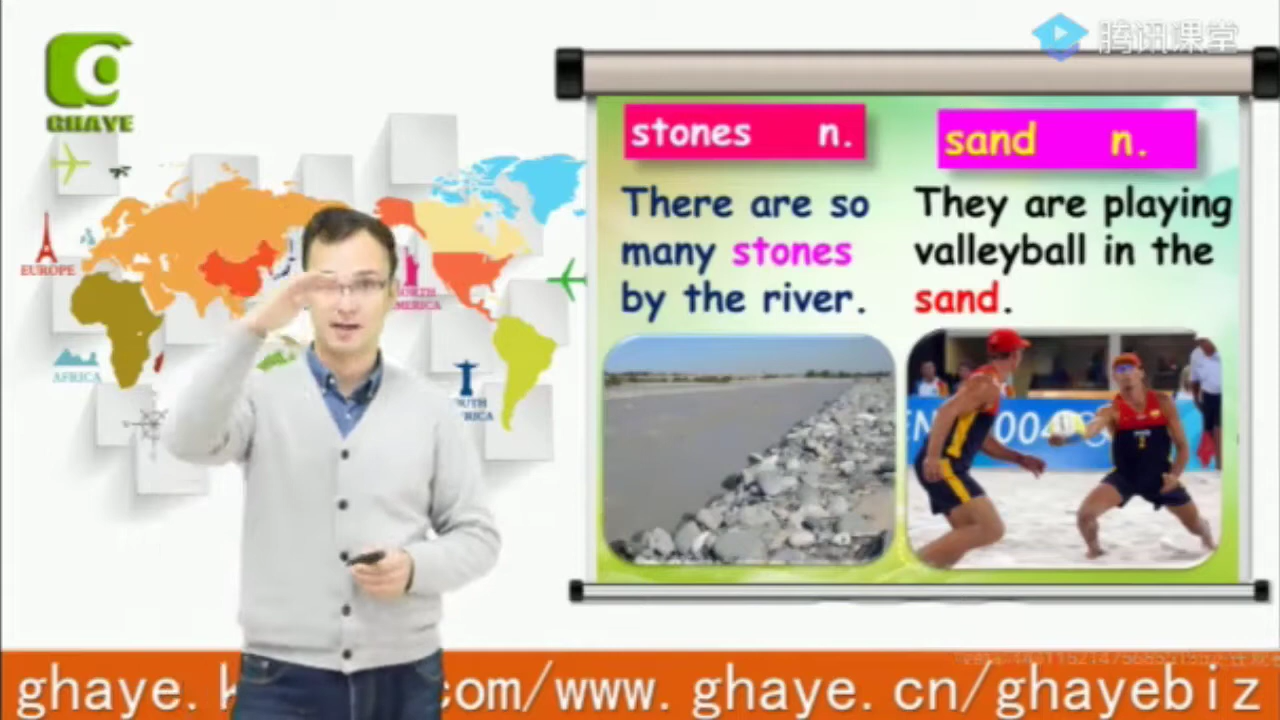 腾讯课堂
GHAYE
stones n.
sand n.
There are so
many stones
by the river.
They are playing
valleyball in the
sand.
EUROPE
AFRICA
004
ghaye.k
com/www.ghaye.cn/ghayebiz